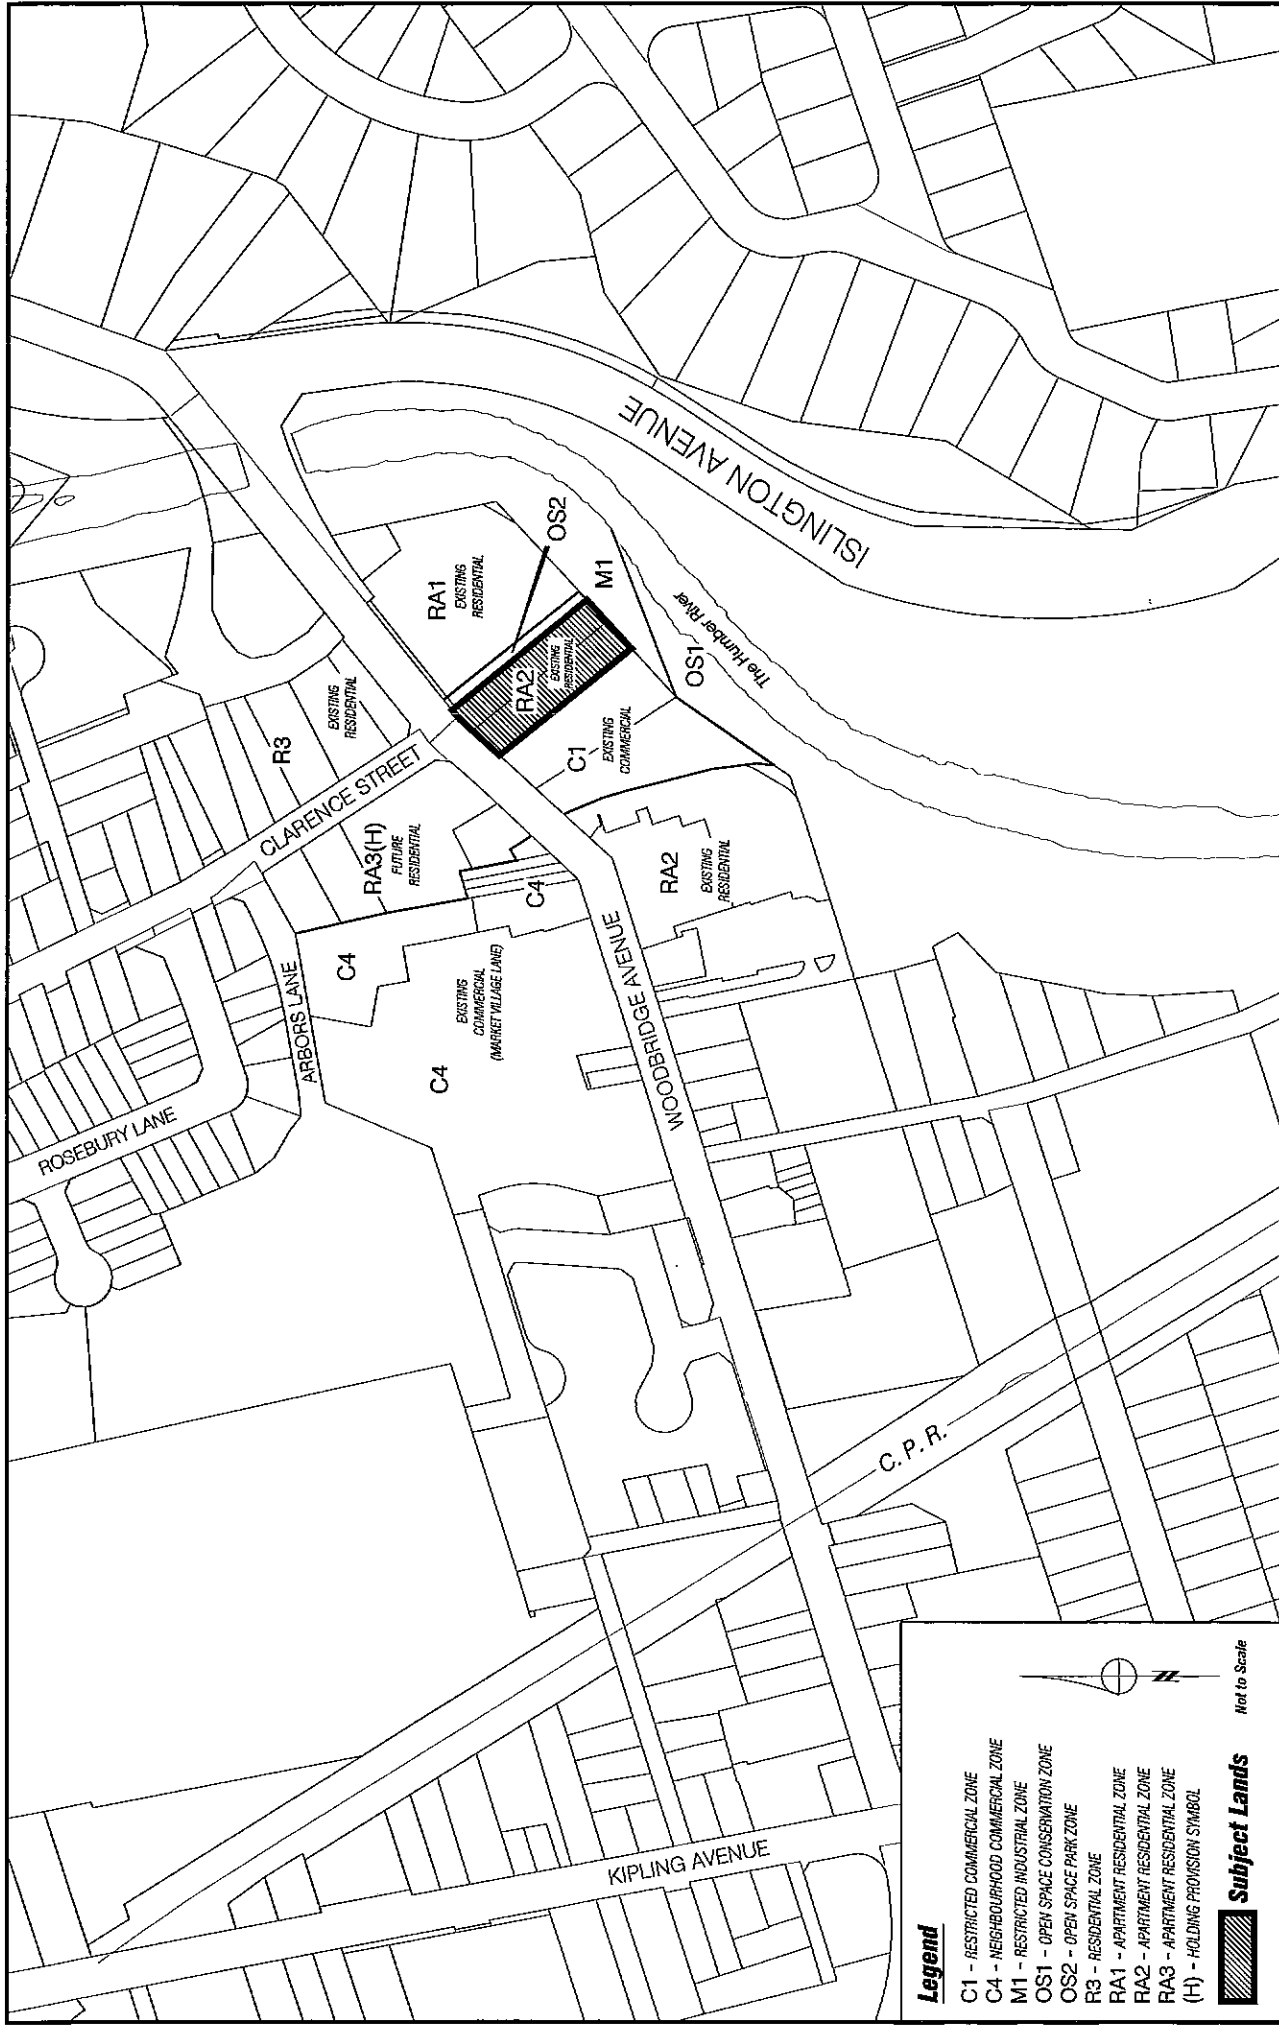 ROSEBURY LANE
ARBORS LANE
CLARENCE STREET
R3
EXISTING
RESIDENTIAL
RA3(H)
FUTURE
RESIDENTIAL
C4
C4
EXISTING
COMMERCIAL
(MARKET VILLAGE LANE)
C4
RA1
EXISTING
RESIDENTIAL
OS2
RA2
EXISTING
RESIDENTIAL
M1
OS1
C1
EXISTING
COMMERCIAL
RA2
EXISTING
RESIDENTIAL
WOODBRIDGE AVENUE
ISLINGTON AVENUE
The Humber River
C. P. R.
KIPLING AVENUE
Legend
C1 - RESTRICTED COMMERCIAL ZONE
C4 - NEIGHBOURHOOD COMMERCIAL ZONE
M1 - RESTRICTED INDUSTRIAL ZONE
OS1 - OPEN SPACE CONSERVATION ZONE
OS2 - OPEN SPACE PARK ZONE
R3 - RESIDENTIAL ZONE
RA1 - APARTMENT RESIDENTIAL ZONE
RA2 - APARTMENT RESIDENTIAL ZONE
RA3 - APARTMENT RESIDENTIAL ZONE
(H) - HOLDING PROVISION SYMBOL
Subject Lands
N
Not to Scale